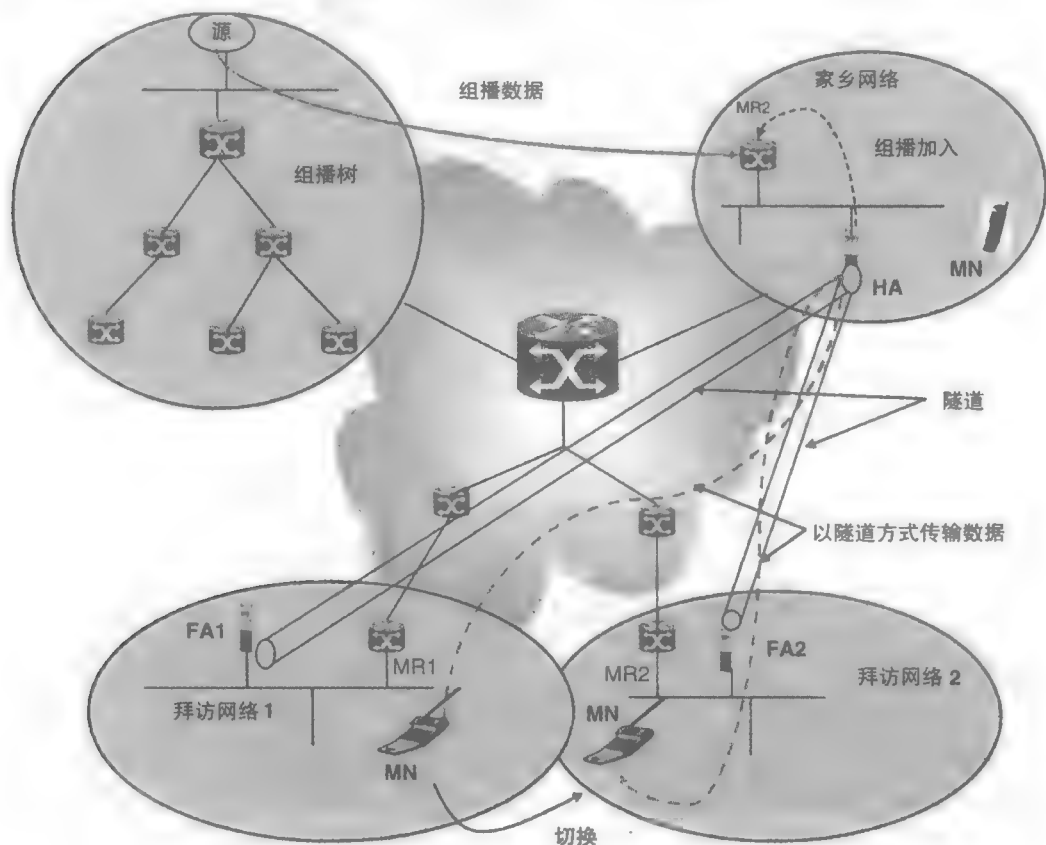 源
组播数据
家乡网络
MR2
组播加入
组播树
MN
HA
隧道
以隧道方式传输数据
FA1
MR1
FA2
MR2
拜访网络 2
拜访网络 1
MN
MN
切换